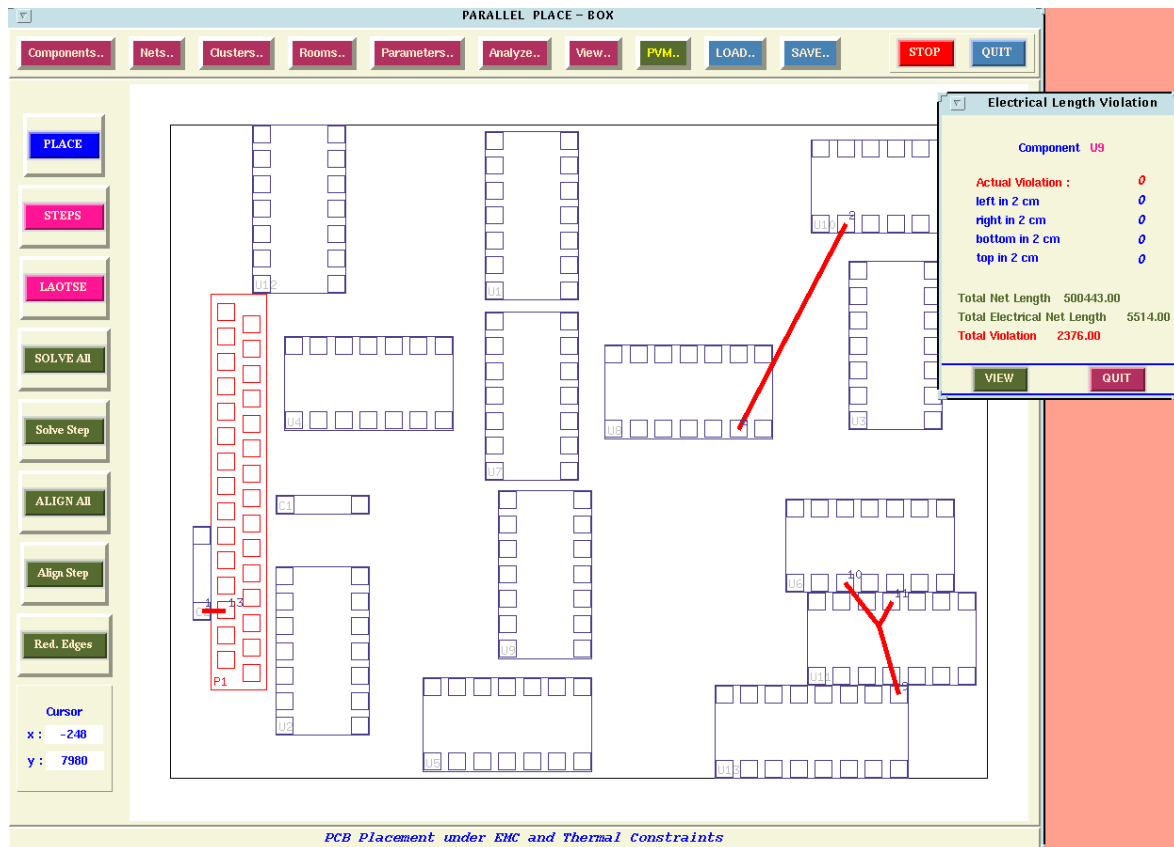 PARALLEL PLACE - BOX
Components.. Nets.. Clusters.. Rooms.. Parameters.. Analyze.. View.. PVM.. LOAD.. SAVE.. STOP QUIT
Electrical Length Violation
Component U9
Actual Violation : 0
left in 2 cm 0
right in 2 cm 0
bottom in 2 cm 0
top in 2 cm 0
Total Net Length 500443.00
Total Electrical Net Length 5514.00
Total Violation 2376.00
VIEW QUIT
PLACE
STEPS
LAOTSE
SOLVE All
Solve Step
ALIGN All
Align Step
Red. Edges
Cursor
x : -248
y : 7980
2
U10
U12
U1
U4
U8
U3
U7
C1
10
U6
11
1 13
U9
U11
P1
9
U2
U5
U13
PCB Placement under EMC and Thermal Constraints